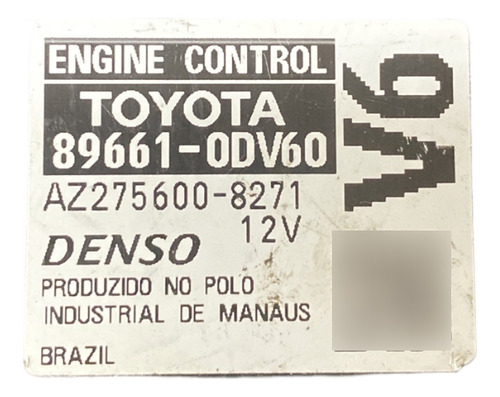 ENGINE CONTROL
TOYOTA
89661-0DV60
V6
AZ275600-8271
12V
DENSO
PRODUZIDO NO POLO
INDUSTRIAL DE MANAUS
BRAZIL